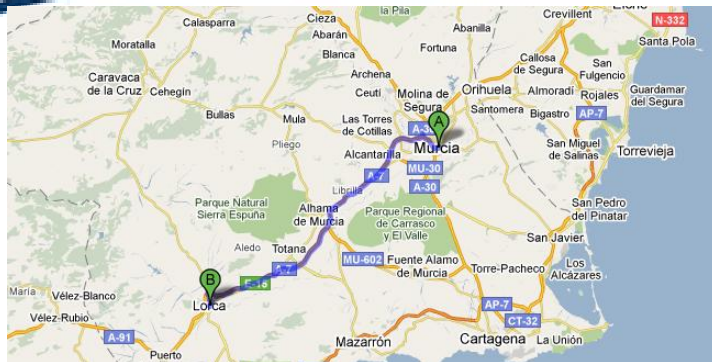 Cieza
Crevillent
N-332
Calasparra
Abarán
Abanilla
Santa Pola
Moratalla
Blanca
Fortuna
Callosa
de Segura
San
Fulgencio
Caravaca
de la Cruz
Cehegín
Archena
Ceutí
Molina de
Segura
Orihuela
Almoradí
Rojales
Guardamar
del Segura
Bullas
Mula
Las Torres
de Cotillas
A
Santomera
Bigastro
AP-7
Pliego
Alcantarilla
Murcia
San Miguel
de Salinas
Torrevieja
MU-30
A-7
A-30
Librilla
Parque Natural
Sierra Espuña
Alhama
de Murcia
Parque Regional
de Carrasco
y El Valle
San Pedro
del Pinatar
Aledo
Totana
San Javier
B
A-7
MU-602
Fuente Alamo
de Murcia
Torre-Pacheco
Los
Alcázares
E-15
María
Vélez-Blanco
Lorca
AP-7
Vélez-Rubio
A-91
Puerto
Mazarrón
Cartagena
CT-32
La Unión